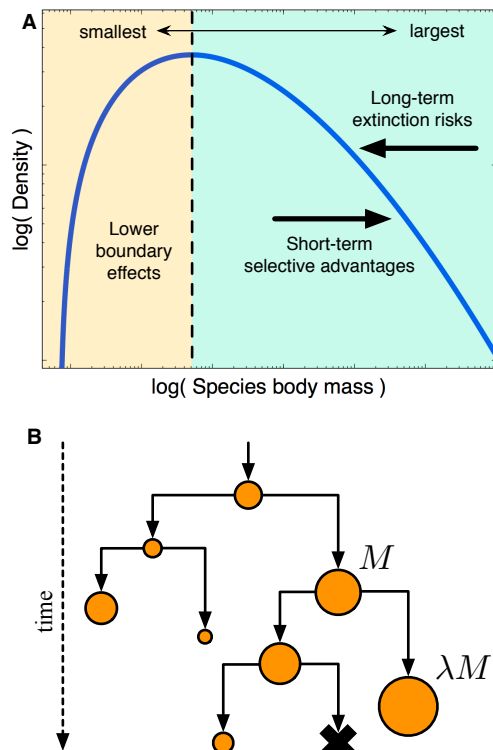 A
smallest
largest
Long-term
extinction risks
Lower
boundary
effects
Short-term
selective advantages
log( Density )
log( Species body mass )
B
time
M
λM